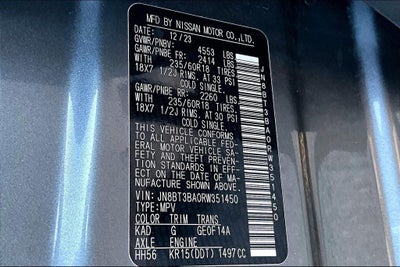 MFD BY NISSAN MOTOR CO.,LTD.
DATE: 12/23
GVWR/PNBV: 4553 LBS
GAWR/PNBE FR: 2414 LBS
WITH 235/60R18 TIRES
18X7 1/2J RIMS, AT 33 PSI
COLD SINGLE.
GAWR/PNBE RR: 2260 LBS
WITH 235/60R18 TIRES
18X7 1/2J RIMS, AT 30 PSI
COLD SINGLE.
THIS VEHICLE CONFORMS
TO ALL APPLICABLE FED-
ERAL MOTOR VEHICLE SA-
FETY AND THEFT PREVEN-
TION STANDARDS IN EFF-
ECT ON THE DATE OF MA-
NUFACTURE SHOWN ABOVE.
VIN:JN8BT3BA0RW351450
TYPE:MPV
COLOR TRIM TRANS
KAD G GE0F14A
AXLE ENGINE
HH56 KR15(DDT) 1497CC
JN8BT3BA0RW351450